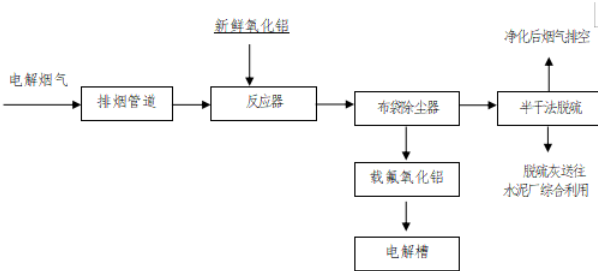 新鲜氧化铝
净化后烟气排空
电解烟气
排烟管道
反应器
布袋除尘器
半干法脱硫
载氟氧化铝
脱硫灰送往
水泥厂综合利用
电解槽